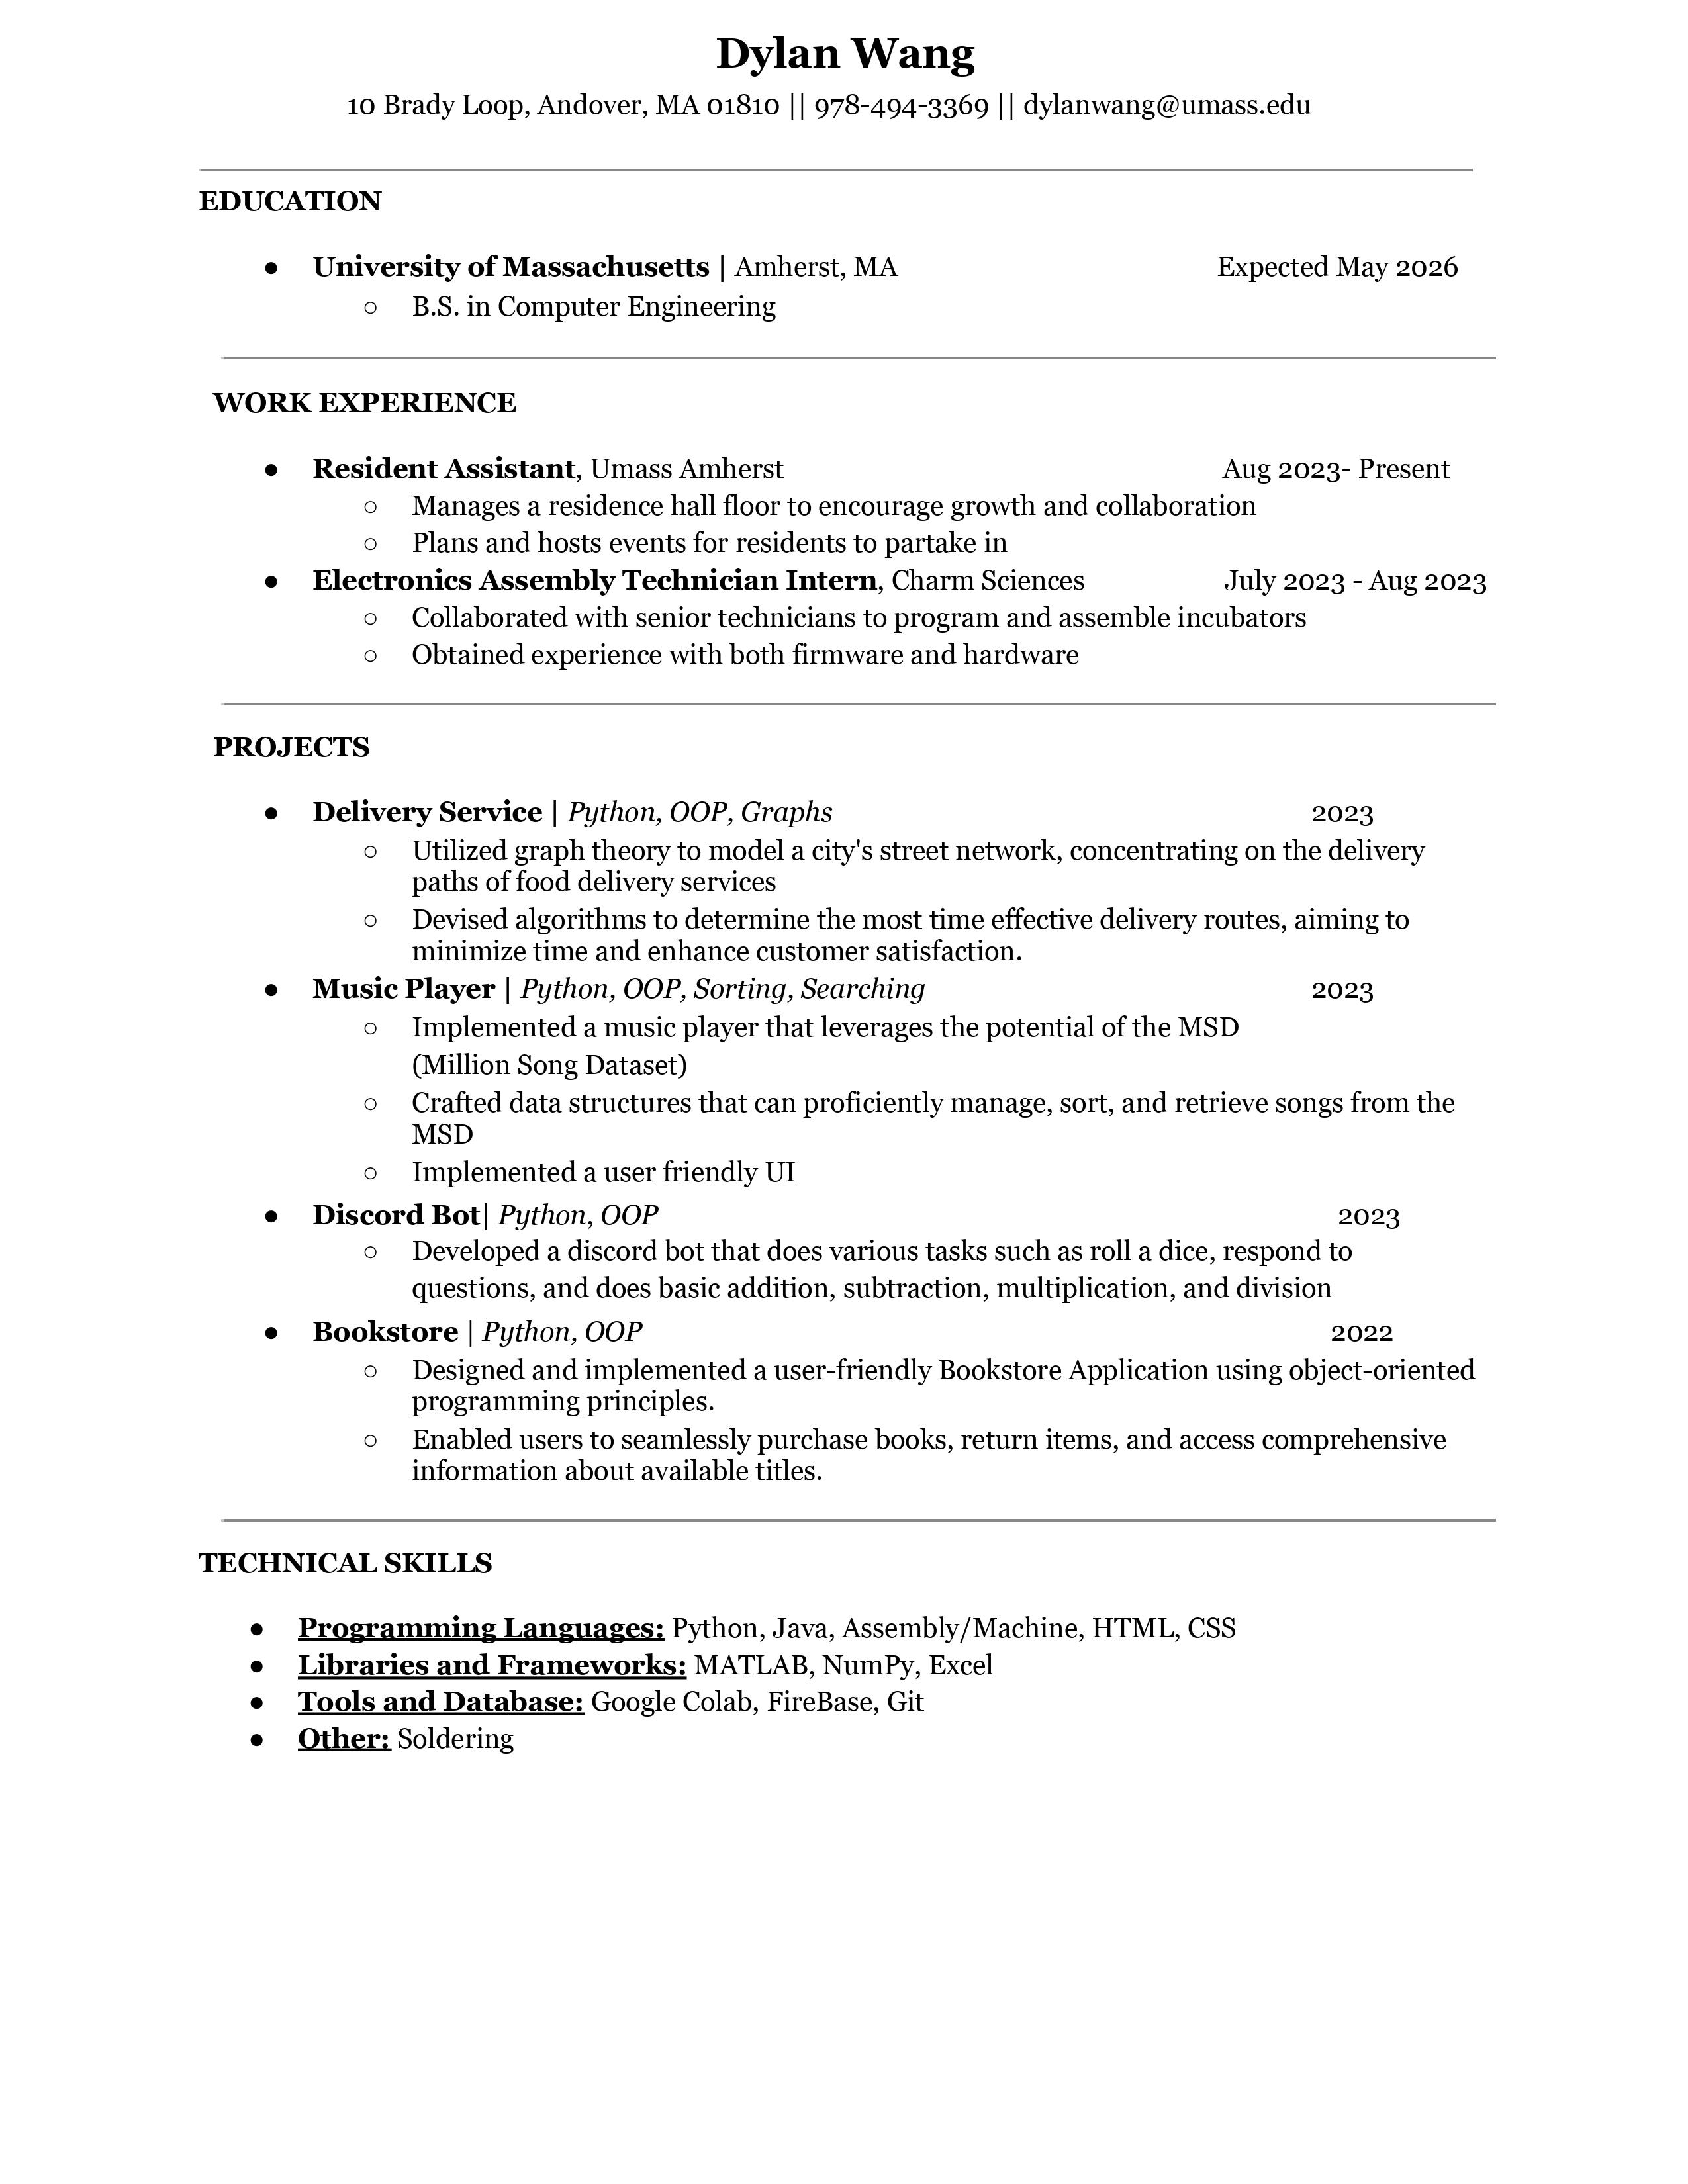 Dylan Wang
10 Brady Loop, Andover, MA 01810 || 978-494-3369 || dylanwang@umass.edu
EDUCATION
● University of Massachusetts | Amherst, MA Expected May 2026
○ B.S. in Computer Engineering
WORK EXPERIENCE
● Resident Assistant, Umass Amherst Aug 2023- Present
○ Manages a residence hall floor to encourage growth and collaboration
○ Plans and hosts events for residents to partake in
● Electronics Assembly Technician Intern, Charm Sciences July 2023 - Aug 2023
○ Collaborated with senior technicians to program and assemble incubators
○ Obtained experience with both firmware and hardware
PROJECTS
● Delivery Service | Python, OOP, Graphs 2023
○ Utilized graph theory to model a city's street network, concentrating on the delivery
paths of food delivery services
○ Devised algorithms to determine the most time effective delivery routes, aiming to
minimize time and enhance customer satisfaction.
● Music Player | Python, OOP, Sorting, Searching 2023
○ Implemented a music player that leverages the potential of the MSD
(Million Song Dataset)
○ Crafted data structures that can proficiently manage, sort, and retrieve songs from the
MSD
○ Implemented a user friendly UI
● Discord Bot| Python, OOP 2023
○ Developed a discord bot that does various tasks such as roll a dice, respond to
questions, and does basic addition, subtraction, multiplication, and division
● Bookstore | Python, OOP 2022
○ Designed and implemented a user-friendly Bookstore Application using object-oriented
programming principles.
○ Enabled users to seamlessly purchase books, return items, and access comprehensive
information about available titles.
TECHNICAL SKILLS
● Programming Languages: Python, Java, Assembly/Machine, HTML, CSS
● Libraries and Frameworks: MATLAB, NumPy, Excel
● Tools and Database: Google Colab, FireBase, Git
● Other: Soldering